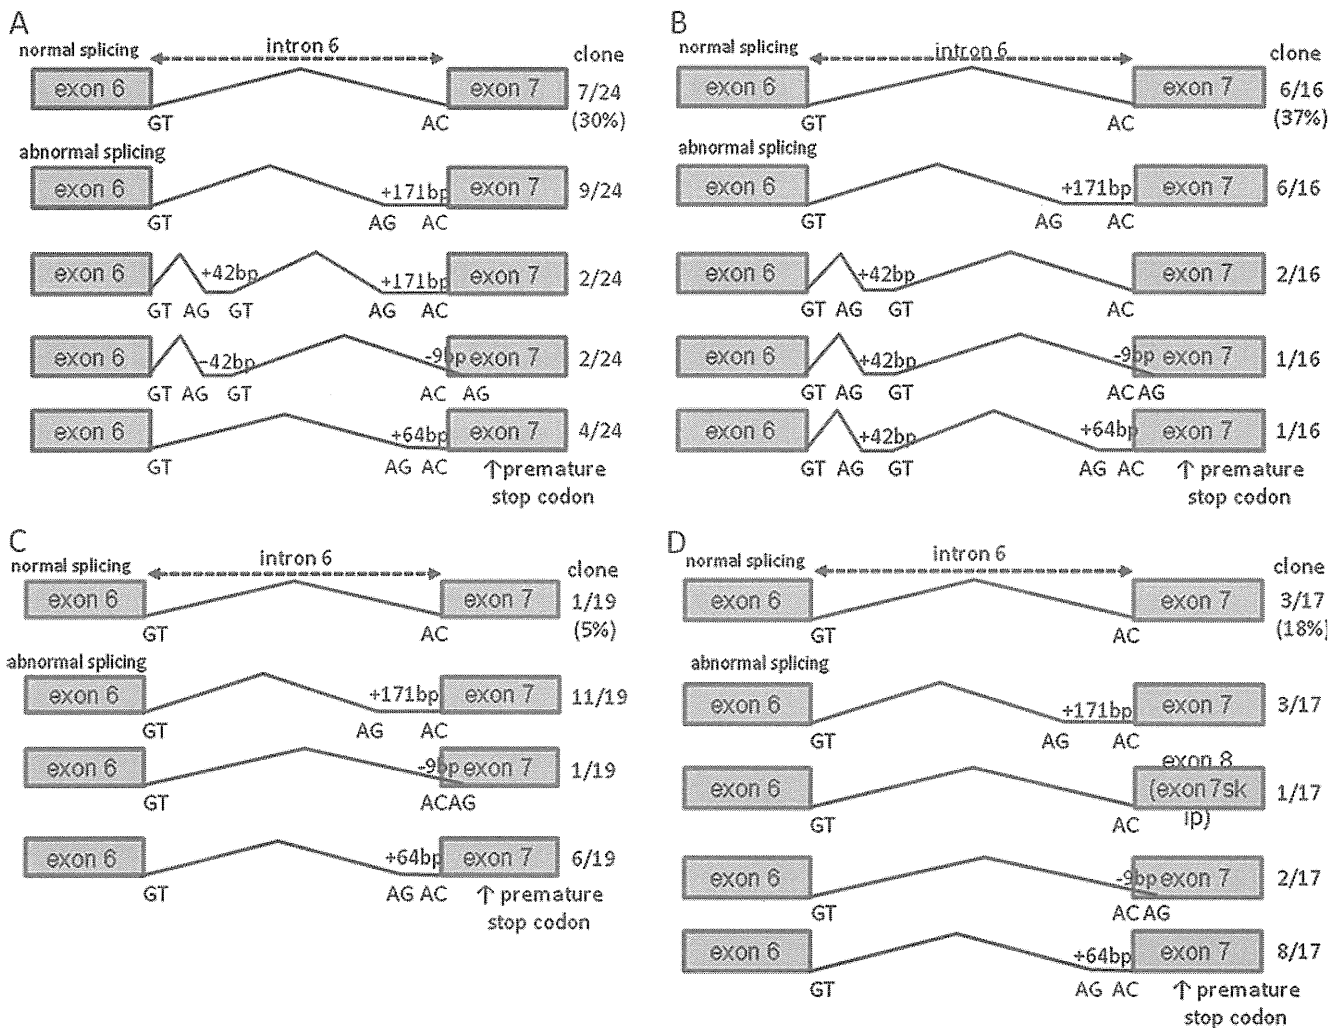 A
normal splicing
intron 6
clone
exon 6
exon 7
7/24
(30%)
GT
AC
abnormal splicing
exon 6
+171bp
exon 7
9/24
GT
AG
AC
exon 6
+42bp
+171bp
exon 7
2/24
GT AG GT
AG
AC
exon 6
-42bp
-9bp
exon 7
2/24
GT AG GT
AC AG
exon 6
+64bp
exon 7
4/24
GT
AG AC
↑premature
stop codon
B
normal splicing
intron 6
clone
exon 6
exon 7
6/16
(37%)
GT
AC
abnormal splicing
exon 6
+171bp
exon 7
6/16
GT
AG
AC
exon 6
+42bp
exon 7
2/16
GT AG GT
AC
exon 6
+42bp
-9bp
exon 7
1/16
GT AG GT
AC AG
exon 6
+42bp
+64bp
exon 7
1/16
GT AG GT
AG AC
↑ premature
stop codon
C
normal splicing
intron 6
clone
exon 6
exon 7
1/19
(5%)
GT
AC
abnormal splicing
exon 6
+171bp
exon 7
11/19
GT
AG
AC
exon 6
-9bp
exon 7
1/19
GT
ACAG
exon 6
+64bp
exon 7
6/19
GT
AG AC
↑ premature
stop codon
D
normal splicing
intron 6
clone
exon 6
exon 7
3/17
(18%)
GT
AC
abnormal splicing
exon 6
+171bp
exon 7
3/17
GT
AG
AC
exon 6
exon 8
(exon7sk
ip)
1/17
GT
AC
exon 6
-9bp
exon 7
2/17
GT
AC AG
exon 6
+64bp
exon 7
8/17
GT
AG AC
↑ premature
stop codon